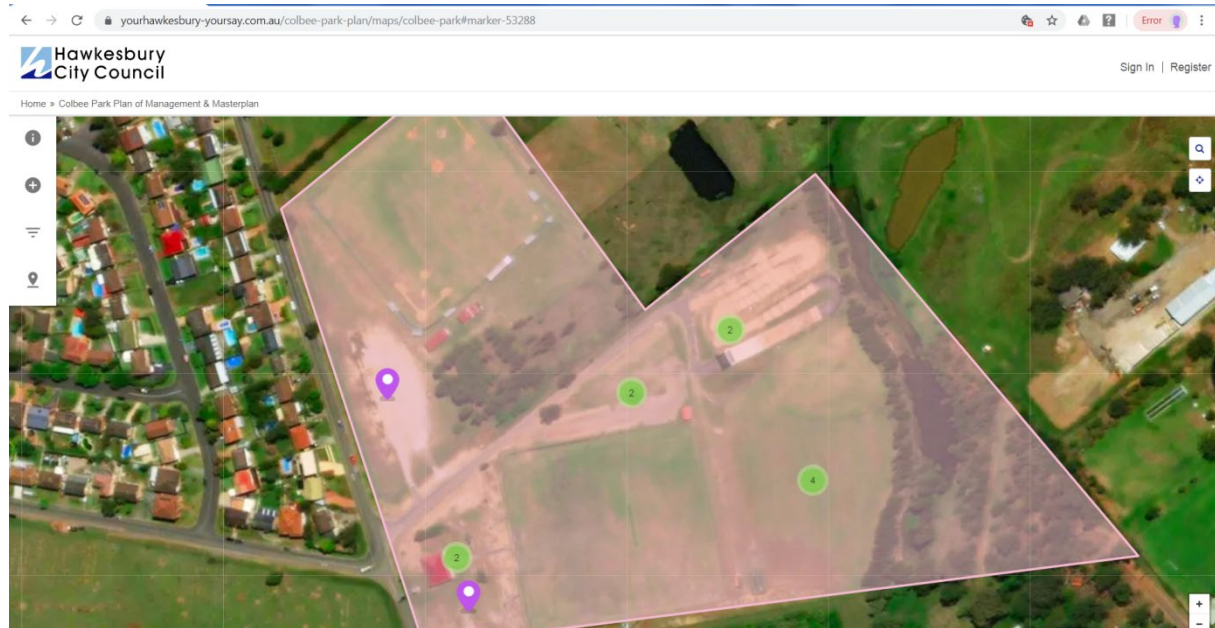 yourhawkesbury-yoursay.com.au/colbee-park-plan/maps/colbee-park#marker-53288
Error
Hawkesbury
City Council
Sign In | Register
Home » Colbee Park Plan of Management & Masterplan
2
2
4
2